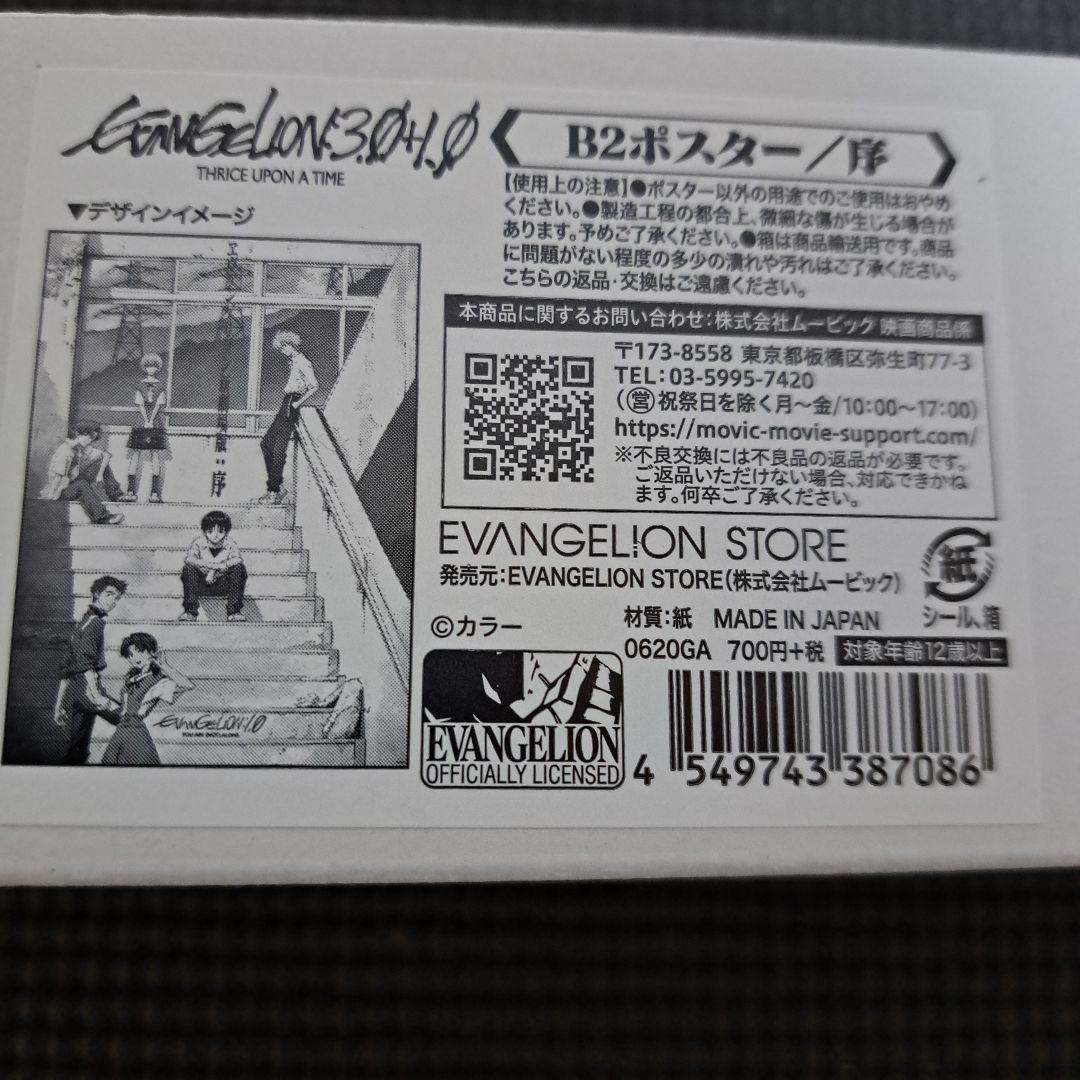 EVANGELION:3.0+1.0
THRICE UPON A TIME
▼デザインイメージ
:序
EVANGELION:1.0
YOU ARE (NOT) ALONE.
B2ポスター/序
【使用上の注意】●ポスター以外の用途でのご使用はおやめ
ください。●製造工程の都合上、微細な傷が生じる場合が
あります。予めご了承ください。●箱は商品輸送用です。商品
に問題がない程度の多少の潰れや汚れはご了承ください。
こちらの返品・交換はご遠慮ください。
本商品に関するお問い合わせ:株式会社ムービック 映画商品係
〒173-8558 東京都板橋区弥生町77-3
TEL:03-5995-7420
(㊡祝祭日を除く月~金/10:00~17:00)
https://movic-movie-support.com/
※不良交換には不良品の返品が必要です。
ご返品いただけない場合、対応できかね
ます。何卒ご了承ください。
EVANGELION STORE
発売元:EVANGELION STORE(株式会社ムービック)
紙
シール、箱
©カラー
材質:紙 MADE IN JAPAN
0620GA 700円+税 対象年齢12歳以上
EVANGELION
OFFICIALLY LICENSED
4 549743 387086